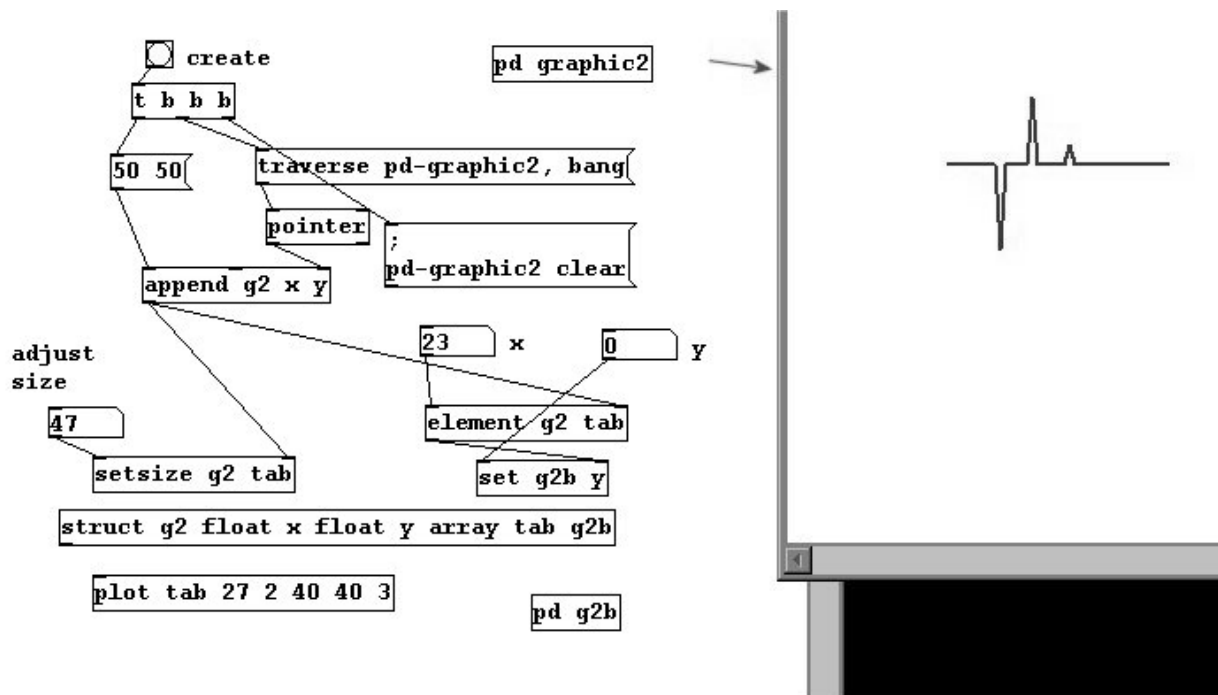 create
pd graphic2
t b b b
50 50
traverse pd-graphic2, bang
pointer
;
pd-graphic2 clear
append g2 x y
23 x
0 y
adjust
size
47
element g2 tab
setsize g2 tab
set g2b y
struct g2 float x float y array tab g2b
plot tab 27 2 40 40 3
pd g2b